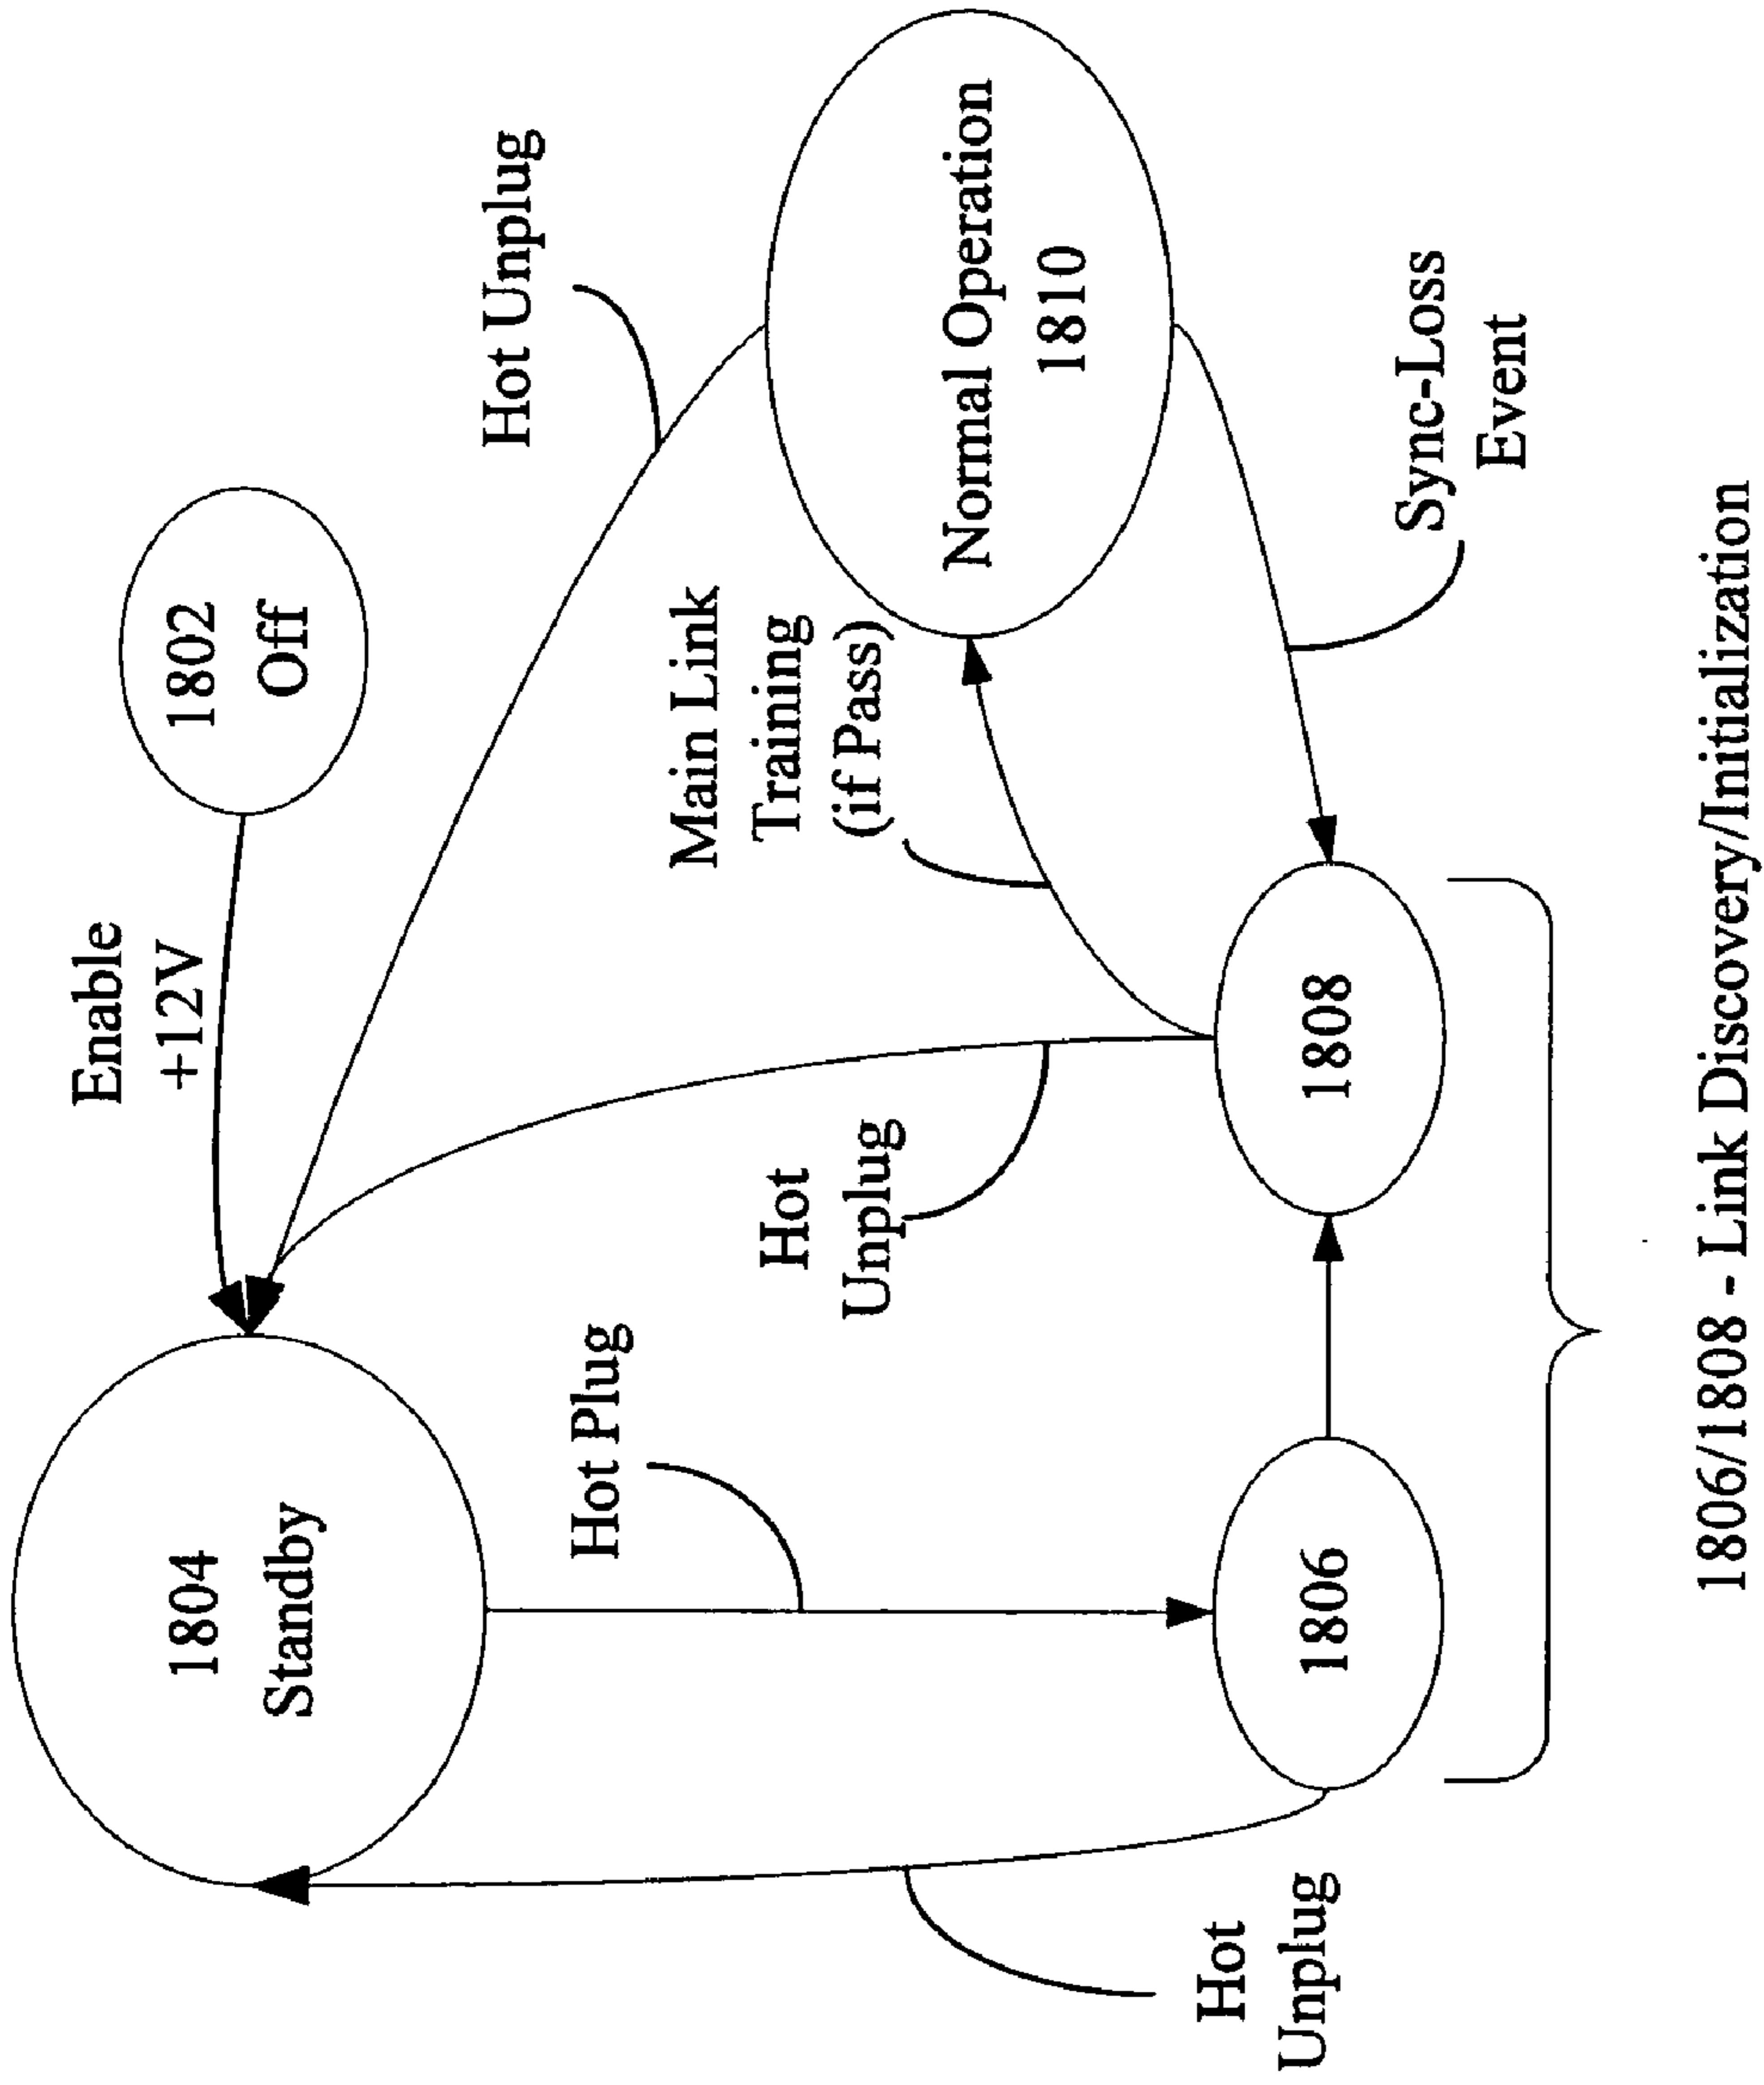 1804
Standby
Enable
+12V
1802
Off
Hot Plug
Hot Unplug
Hot
Unplug
Main Link
Training
(if Pass)
Normal Operation
1810
Hot
Unplug
1806
1808
Sync-Loss
Event
1806/1808 - Link Discovery/Initialization